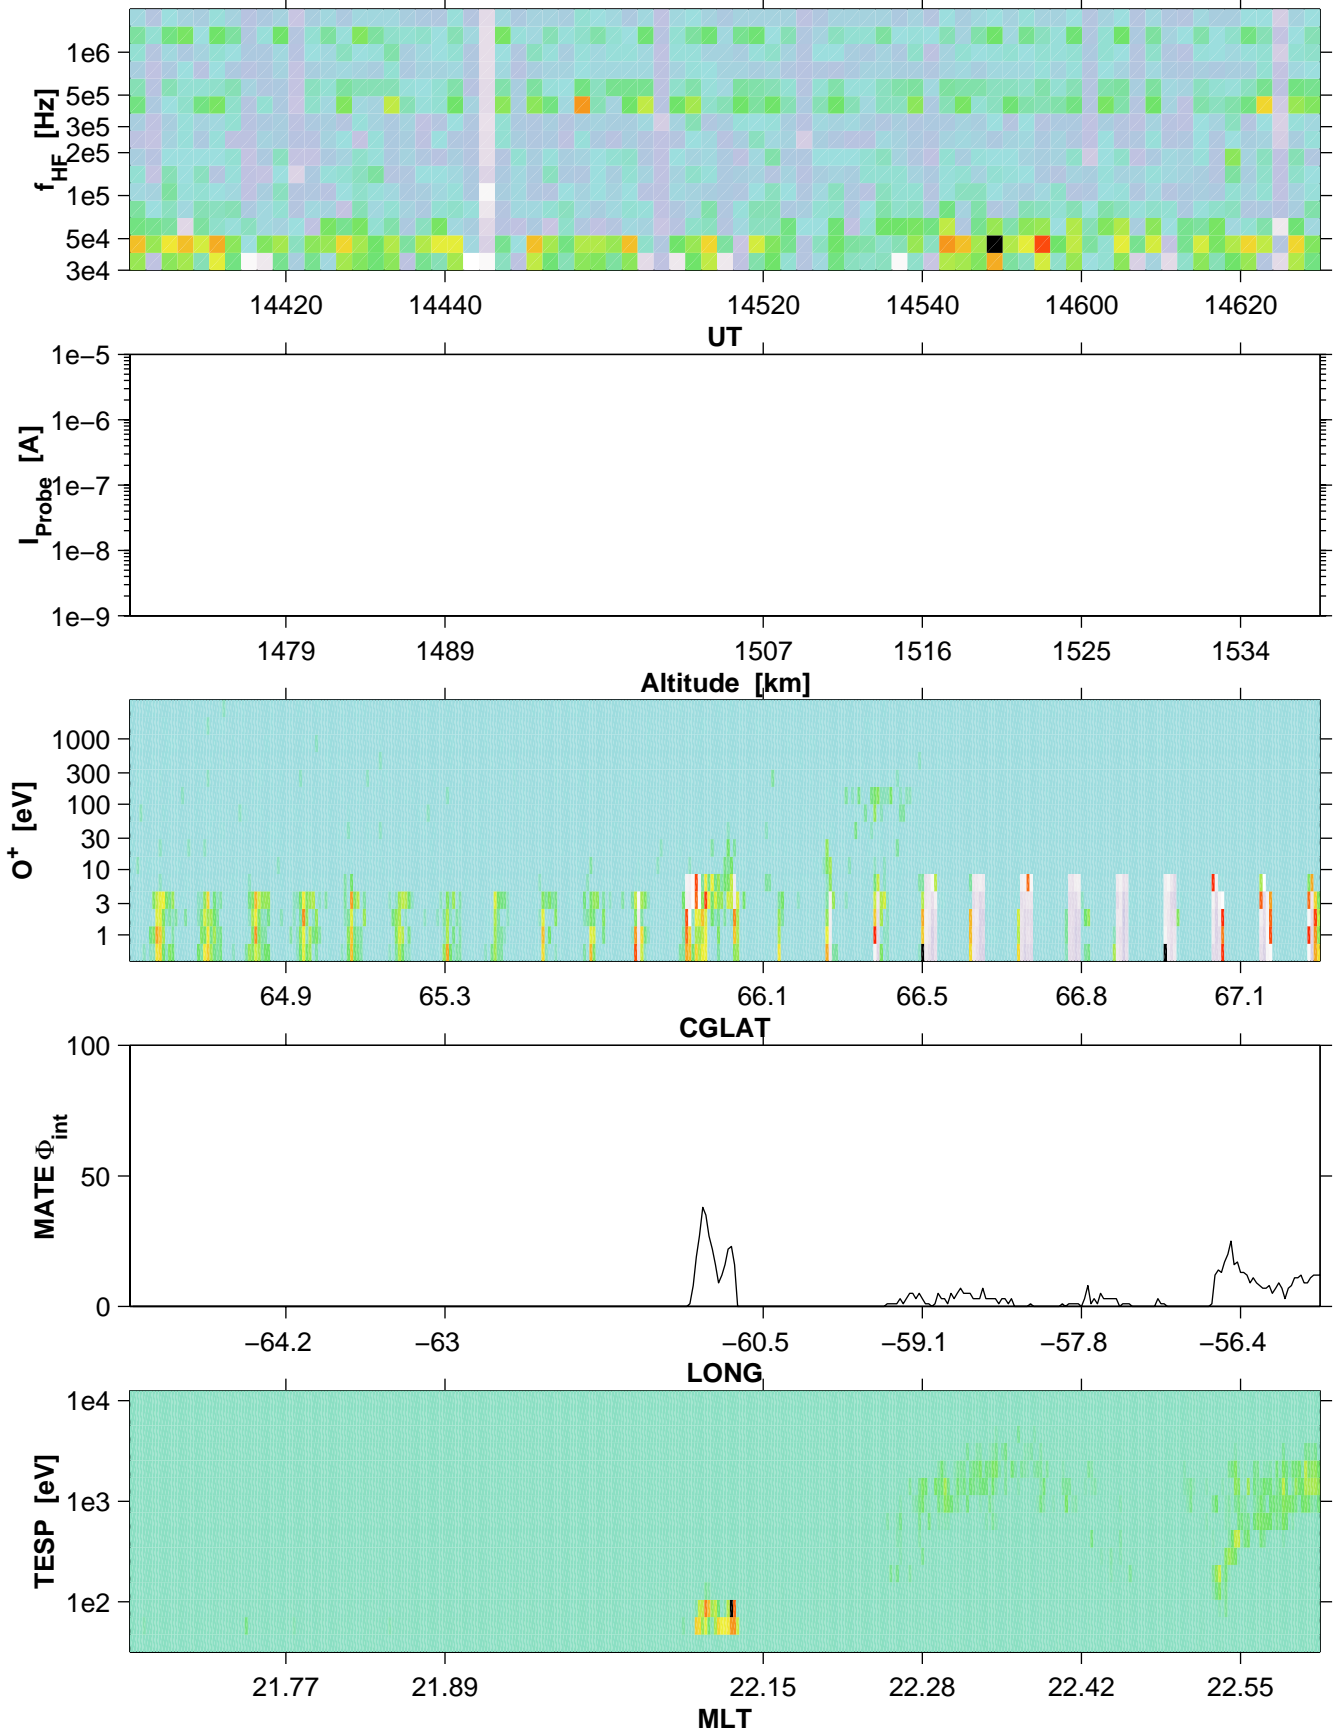 1e6
5e5
3e5
2e5
1e5
5e4
3e4
f_HF [Hz]
14420 14440 14520 14540 14600 14620
UT
1e−5
1e−6
1e−7
1e−8
1e−9
I_Probe [A]
1479 1489 1507 1516 1525 1534
Altitude [km]
1000
300
100
30
10
3
1
O⁺ [eV]
64.9 65.3 66.1 66.5 66.8 67.1
CGLAT
100
50
0
MATE Φ_int
−64.2 −63 −60.5 −59.1 −57.8 −56.4
LONG
1e4
1e3
1e2
TESP [eV]
21.77 21.89 22.15 22.28 22.42 22.55
MLT